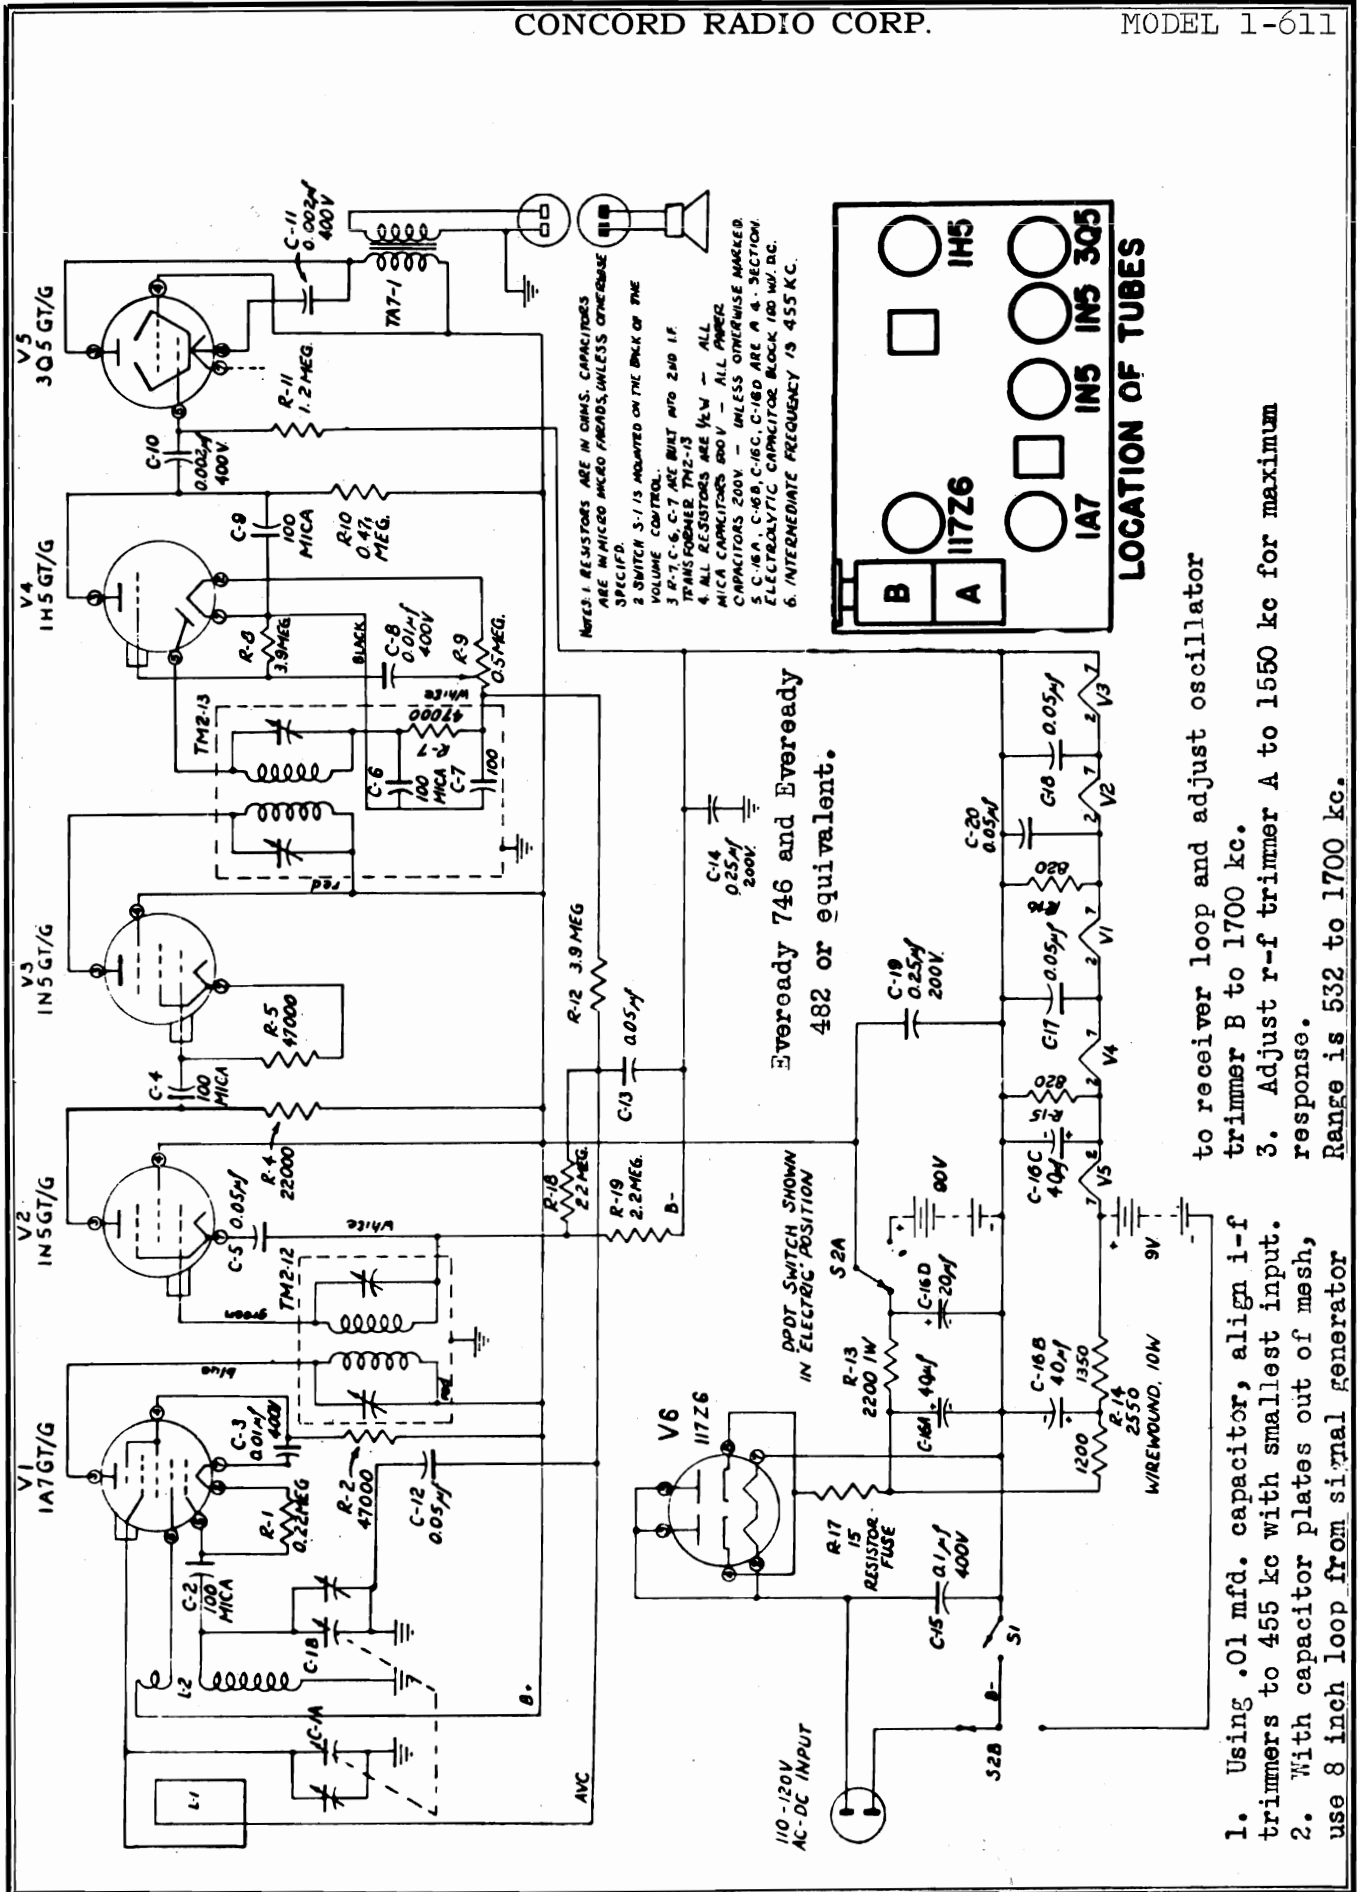 CONCORD RADIO CORP.
MODEL 1-611
V1
1A7GT/G
V2
1N5GT/G
V3
1N5GT/G
V4
1H5GT/G
V5
3Q5GT/G
L-1
L-2
C-1A
C-1B
C-2
100
MICA
R-1
0.22MEG
C-3
0.01µf
400V
R-2
47000
C-12
0.05µf
blue
red
green
TM2-12
white
C-5 0.05µf
R-4
22000
C-4
100
MICA
R-5
47000
red
TM2-13
C-6
100
MICA
C-7
100
R-7
47000
White
BLACK
R-8
3.9MEG
C-8
0.01µf
400V
R-9
0.5MEG.
C-9
100
MICA
R-10
0.47
MEG.
C-10
0.002µf
400V.
R-11
1.2 MEG.
C-11
0.002µf
400V
TA7-1
B+
AVC
R-18
2.2MEG.
R-19
2.2MEG.
B-
C-13
0.05µf
R-12 3.9 MEG
C-14
0.25µf
200V.
NOTES: 1. RESISTORS ARE IN OHMS. CAPACITORS
ARE IN MICRO MICRO FARADS, UNLESS OTHERWISE
SPECIFD.
2 SWITCH S-1 IS MOUNTED ON THE BACK OF THE
VOLUME CONTROL.
3 R-7, C-6, C-7 ARE BUILT INTO 2ND I.F.
TRANSFORMER TM2-13
4. ALL RESISTORS ARE 1/2W — ALL
MICA CAPACITORS 500V — ALL PAPER
CAPACITORS 200V. — UNLESS OTHERWISE MARKED.
5 C-16A, C-16B, C-16C, C-16D ARE A 4-SECTION
ELECTROLYTIC CAPACITOR BLOCK 150 WV. D.C.
6. INTERMEDIATE FREQUENCY IS 455 KC.
Eveready 746 and Eveready
482 or equivalent.
110-120V
AC-DC INPUT
V6
117Z6
R-17
15
RESISTOR
FUSE
C-15
0.1µf
400V
S1
S2B
B-
DPDT SWITCH SHOWN
IN "ELECTRIC" POSITION
S2A
R-13
2200 1W
C-16A
40µf
C-16D
20µf
90V
C-16B
40µf
1200
1350
R-14
2550
WIREWOUND, 10W
9V
C-16C
40µf
R-15
820
C-19
0.25µf
200V.
C17
0.05µf
820
C-20
0.05µf
C18
0.05µf
V5
V4
V1
V2
V3
B
A
117Z6
1H5
1A7
1N5
1N5
3Q5
LOCATION OF TUBES
1. Using .01 mfd. capacitor, align i-f
trimmers to 455 kc with smallest input.
2. With capacitor plates out of mesh,
use 8 inch loop from signal generator
to receiver loop and adjust oscillator
trimmer B to 1700 kc.
3. Adjust r-f trimmer A to 1550 kc for maximum
response.
Range is 532 to 1700 kc.